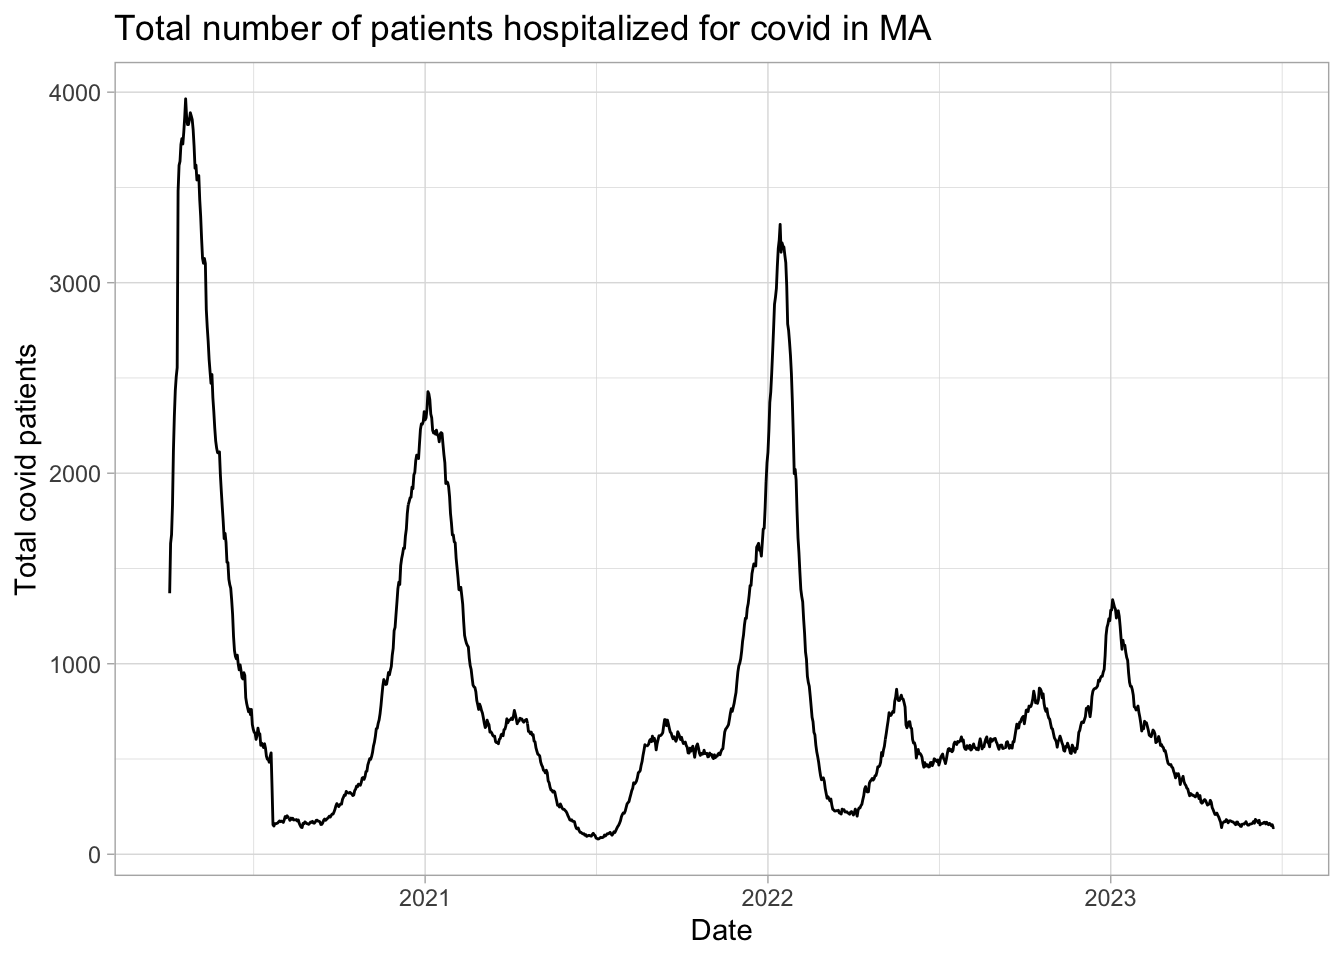 Total number of patients hospitalized for covid in MA
4000
3000
2000
1000
0
Total covid patients
2021
2022
2023
Date